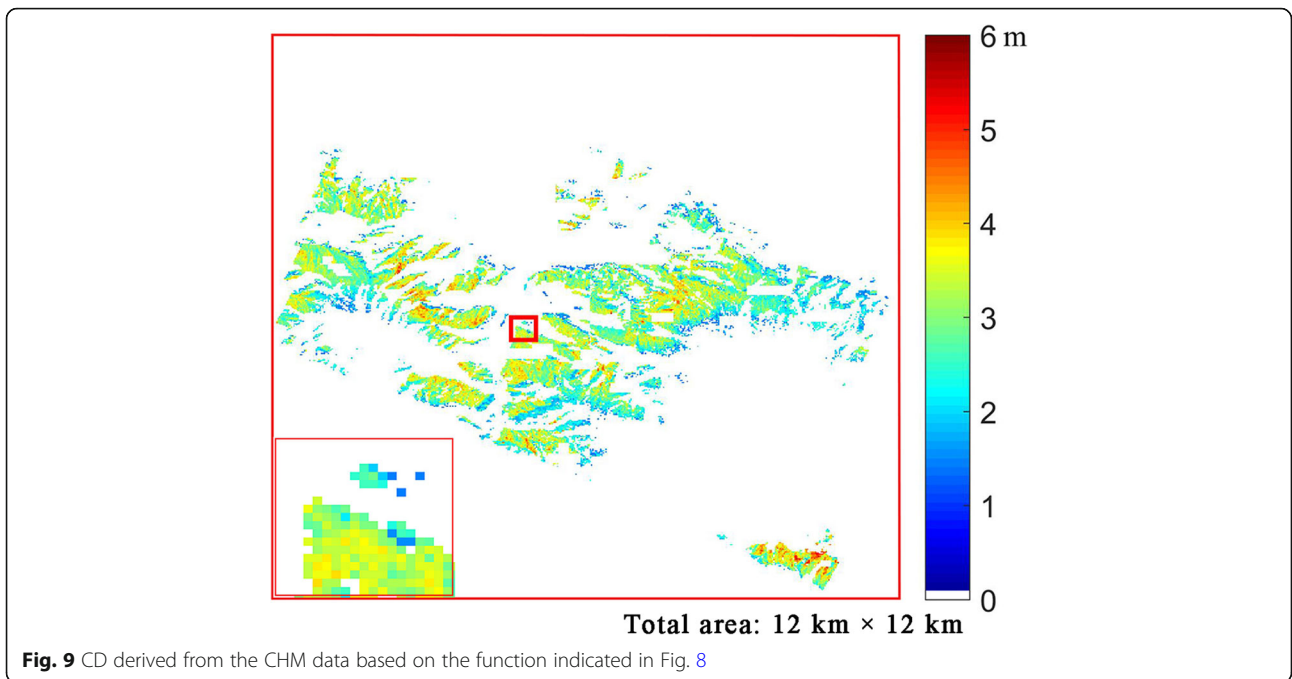 6 m
5
4
3
2
1
0
Total area: 12 km × 12 km
Fig. 9 CD derived from the CHM data based on the function indicated in Fig. 8